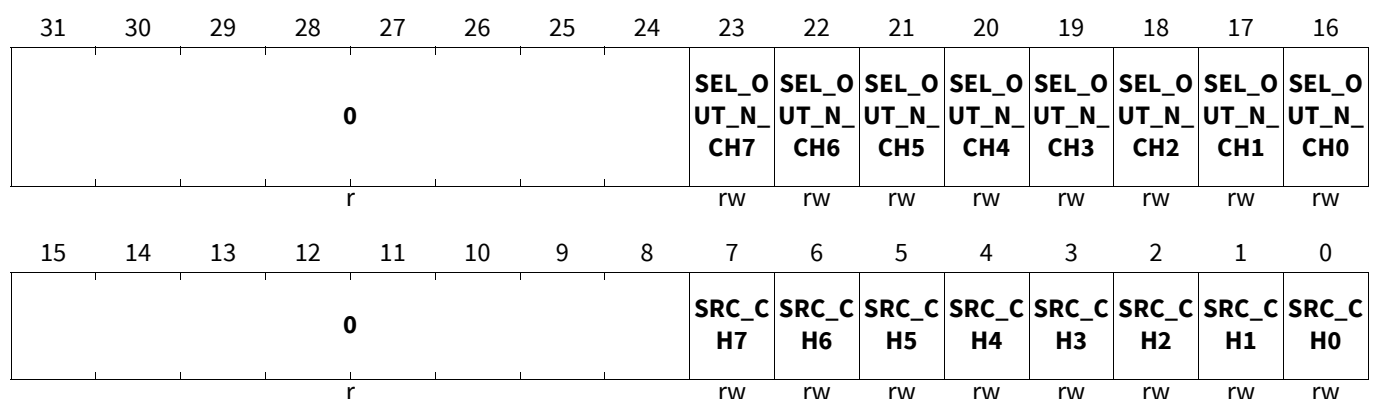 31 30 29 28 27 26 25 24 23 22 21 20 19 18 17 16
SEL_O SEL_O SEL_O SEL_O SEL_O SEL_O SEL_O SEL_O
0 UT_N_ UT_N_ UT_N_ UT_N_ UT_N_ UT_N_ UT_N_ UT_N_
CH7 CH6 CH5 CH4 CH3 CH2 CH1 CH0
r rw rw rw rw rw rw rw rw
15 14 13 12 11 10 9 8 7 6 5 4 3 2 1 0
0 SRC_C SRC_C SRC_C SRC_C SRC_C SRC_C SRC_C SRC_C
H7 H6 H5 H4 H3 H2 H1 H0
r rw rw rw rw rw rw rw rw